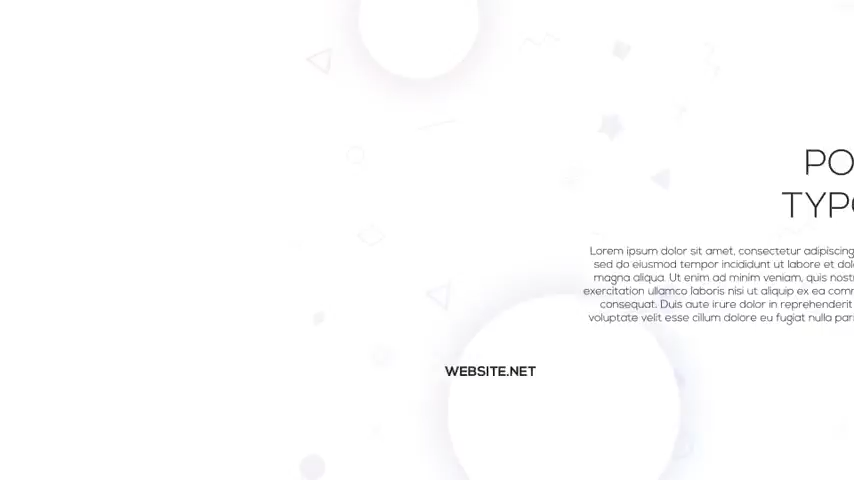 PO
TYP
Lorem ipsum dolor sit amet, consectetur adipiscing
sed do eiusmod tempor incididunt ut labore et dol
magna aliqua. Ut enim ad minim veniam, quis nost
exercitation ullamco laboris nisi ut aliquip ex ea com
consequat. Duis aute irure dolor in reprehenderit
voluptate velit esse cillum dolore eu fugiat nulla par
WEBSITE.NET